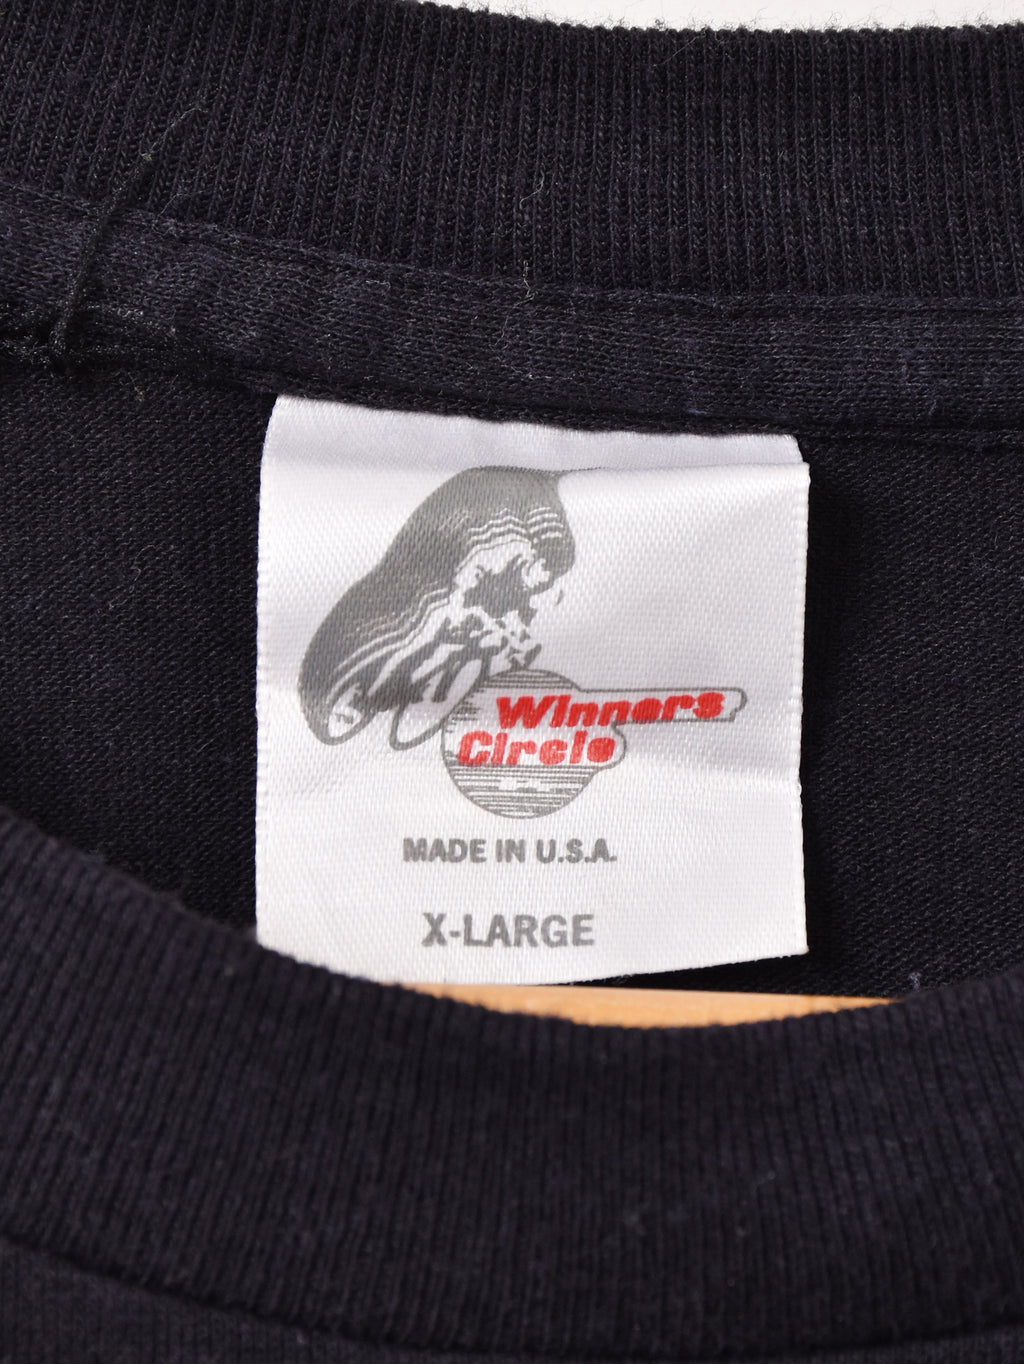 Winners
Circle
MADE IN U.S.A.
X-LARGE